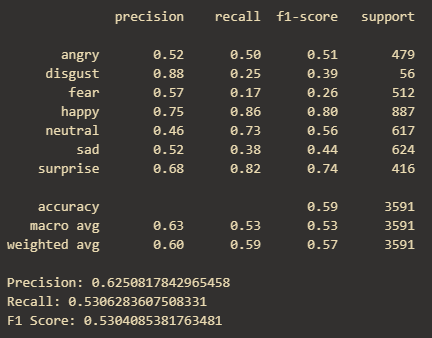 precision recall f1-score support
angry 0.52 0.50 0.51 479
disgust 0.88 0.25 0.39 56
fear 0.57 0.17 0.26 512
happy 0.75 0.86 0.80 887
neutral 0.46 0.73 0.56 617
sad 0.52 0.38 0.44 624
surprise 0.68 0.82 0.74 416
accuracy 0.59 3591
macro avg 0.63 0.53 0.53 3591
weighted avg 0.60 0.59 0.57 3591
Precision: 0.6250817842965458
Recall: 0.5306283607508331
F1 Score: 0.5304085381763481